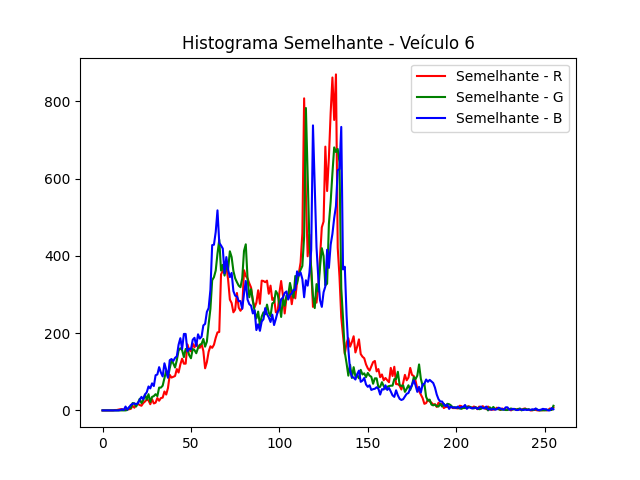 Histograma Semelhante - Veículo 6
Semelhante - R
Semelhante - G
Semelhante - B
800
600
400
200
0
0 50 100 150 200 250